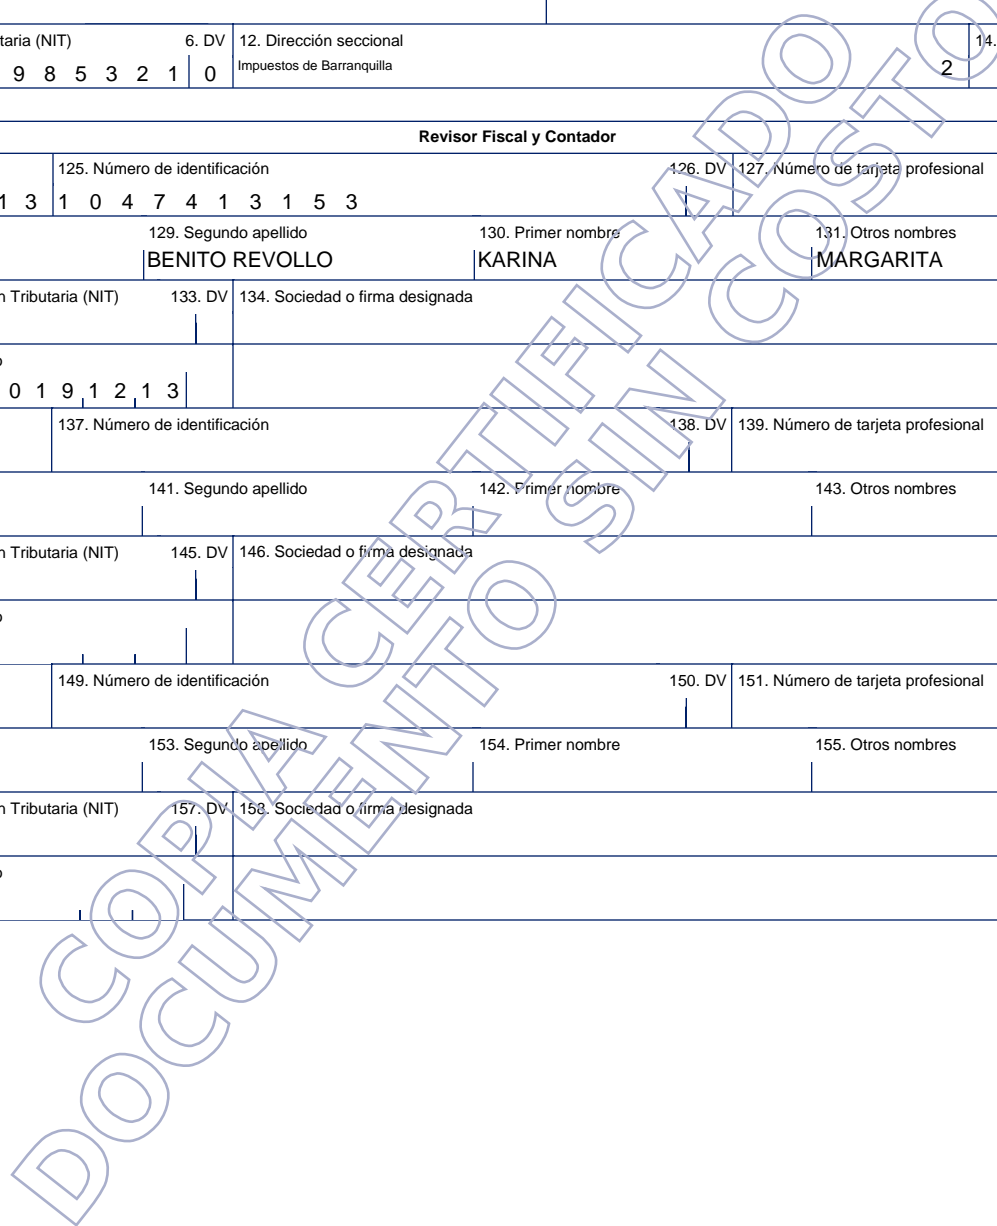 taria (NIT) 6. DV 12. Dirección seccional 14.
9 8 5 3 2 1 0 Impuestos de Barranquilla 2
Revisor Fiscal y Contador
125. Número de identificación 126. DV 127. Número de tarjeta profesional
1 3 1 0 4 7 4 1 3 1 5 3
129. Segundo apellido 130. Primer nombre 131. Otros nombres
BENITO REVOLLO KARINA MARGARITA
n Tributaria (NIT) 133. DV 134. Sociedad o firma designada
o
0 1 9 1 2 1 3
137. Número de identificación 138. DV 139. Número de tarjeta profesional
141. Segundo apellido 142. Primer nombre 143. Otros nombres
n Tributaria (NIT) 145. DV 146. Sociedad o firma designada
o
149. Número de identificación 150. DV 151. Número de tarjeta profesional
153. Segundo apellido 154. Primer nombre 155. Otros nombres
n Tributaria (NIT) 157. DV 158. Sociedad o firma designada
o
COPIA CERTIFICADO
DOCUMENTO SIN COSTO